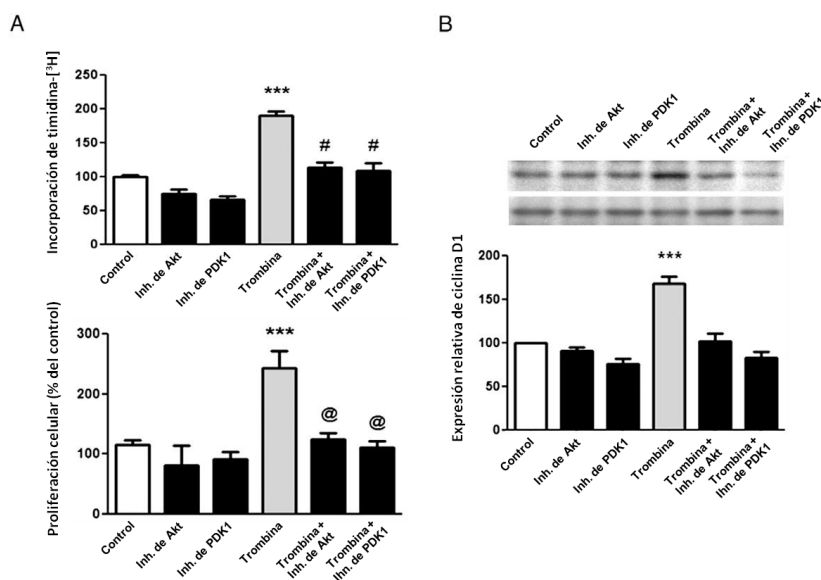 A
Incorporación de timidina-[³H]
250
200
150
100
50
0
***
#
#
Control
Inh. de Akt
Inh. de PDK1
Trombina
Trombina+
Inh. de Akt
Trombina+
Ihn. de PDK1
Proliferación celular (% del control)
300
200
100
0
***
@
@
Control
Inh. de Akt
Inh. de PDK1
Trombina
Trombina+
Inh. de Akt
Trombina+
Ihn. de PDK1
B
Control
Inh. de Akt
Inh. de PDK1
Trombina
Trombina+
Inh. de Akt
Trombina+
Ihn. de PDK1
Expresión relativa de ciclina D1
200
150
100
50
0
***
Control
Inh. de Akt
Inh. de PDK1
Trombina
Trombina+
Inh. de Akt
Trombina+
Ihn. de PDK1